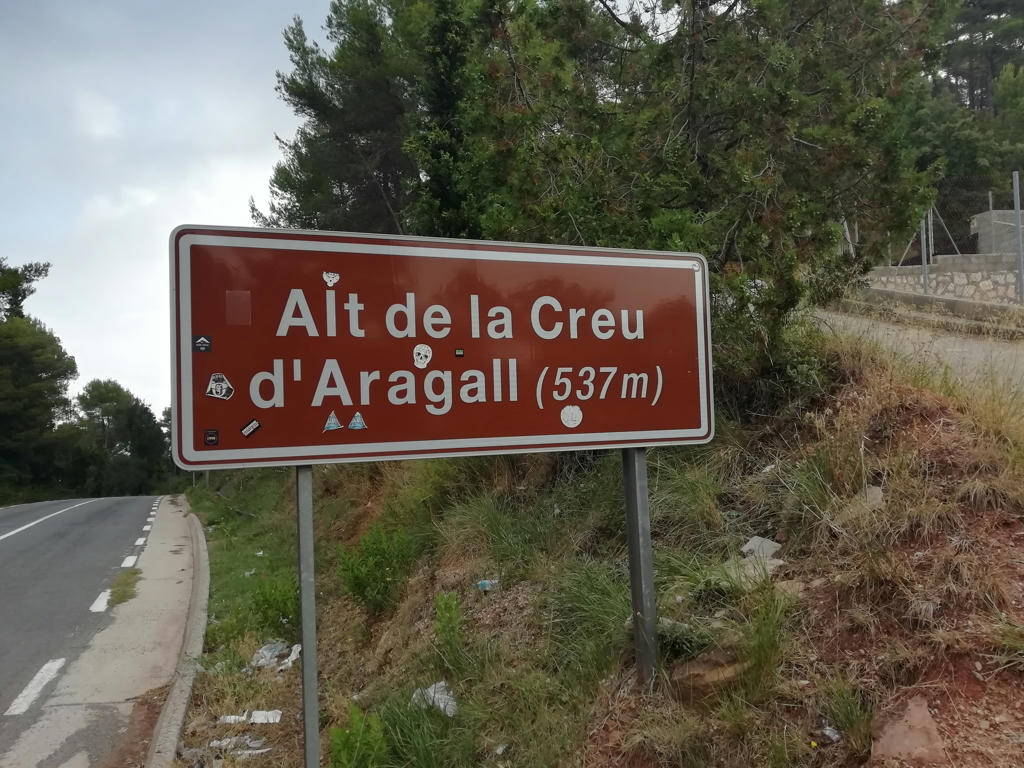 Alt de la Creu
d'Aragall (537m)